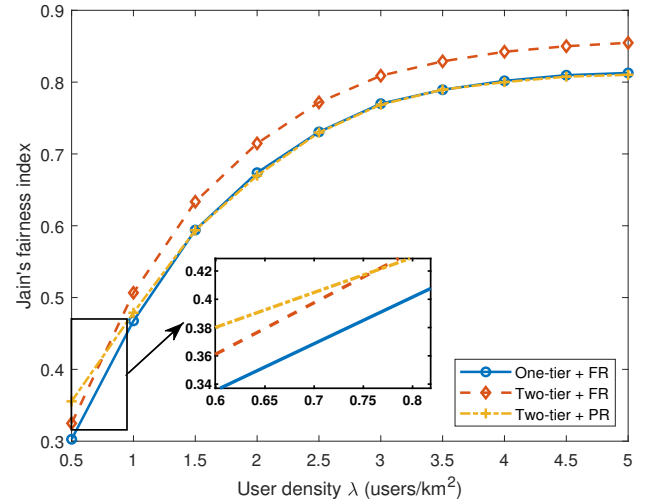 0.9
0.8
0.7
0.6
0.5
0.4
0.3
Jain's fairness index
0.42
0.4
0.38
0.36
0.34
0.6 0.65 0.7 0.75 0.8
One-tier + FR
Two-tier + FR
Two-tier + PR
0.5 1 1.5 2 2.5 3 3.5 4 4.5 5
User density λ (users/km²)